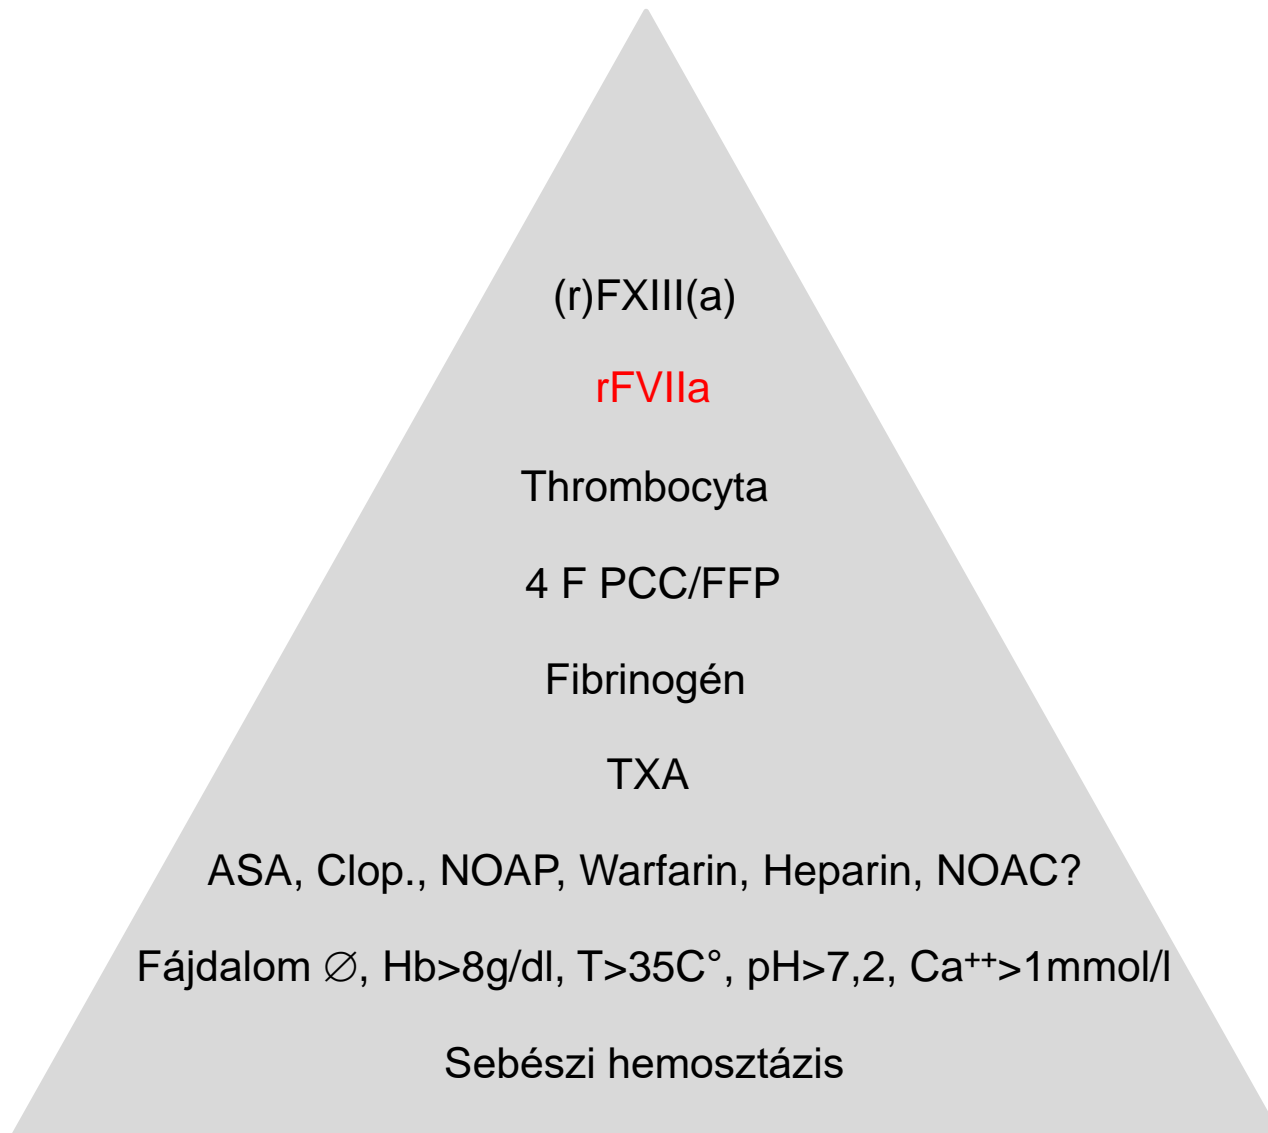 (r)FXIII(a)
rFVIIa
Thrombocyta
4 F PCC/FFP
Fibrinogén
TXA
ASA, Clop., NOAP, Warfarin, Heparin, NOAC?
Fájdalom ∅, Hb>8g/dl, T>35C°, pH>7,2, Ca⁺⁺>1mmol/l
Sebészi hemosztázis